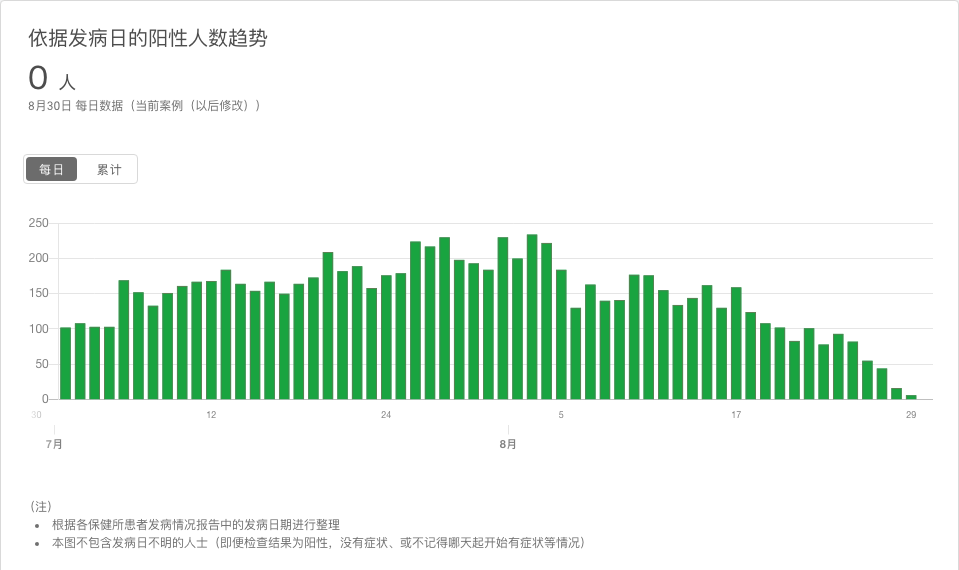 依据发病日的阳性人数趋势
0 人
8月30日 每日数据（当前案例（以后修改））
每日 累计
250
200
150
100
50
0
30 12 24 5 17 29
7月 8月
(注)
• 根据各保健所患者发病情况报告中的发病日期进行整理
• 本图不包含发病日不明的人士（即便检查结果为阳性，没有症状、或不记得哪天起开始有症状等情况）